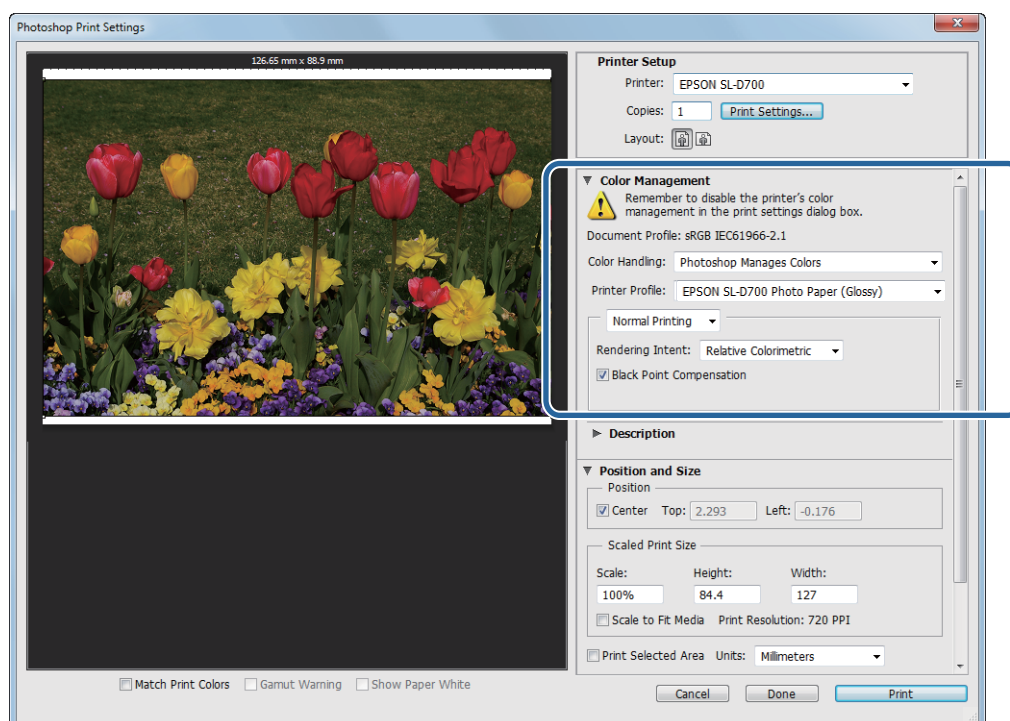 Photoshop Print Settings
126.65 mm x 88.9 mm
Printer Setup
Printer: EPSON SL-D700
Copies: 1 Print Settings...
Layout:
Color Management
Remember to disable the printer's color
management in the print settings dialog box.
Document Profile: sRGB IEC61966-2.1
Color Handling: Photoshop Manages Colors
Printer Profile: EPSON SL-D700 Photo Paper (Glossy)
Normal Printing
Rendering Intent: Relative Colorimetric
Black Point Compensation
Description
Position and Size
Position
Center Top: 2.293 Left: -0.176
Scaled Print Size
Scale: Height: Width:
100% 84.4 127
Scale to Fit Media Print Resolution: 720 PPI
Print Selected Area Units: Millimeters
Match Print Colors Gamut Warning Show Paper White
Cancel Done Print